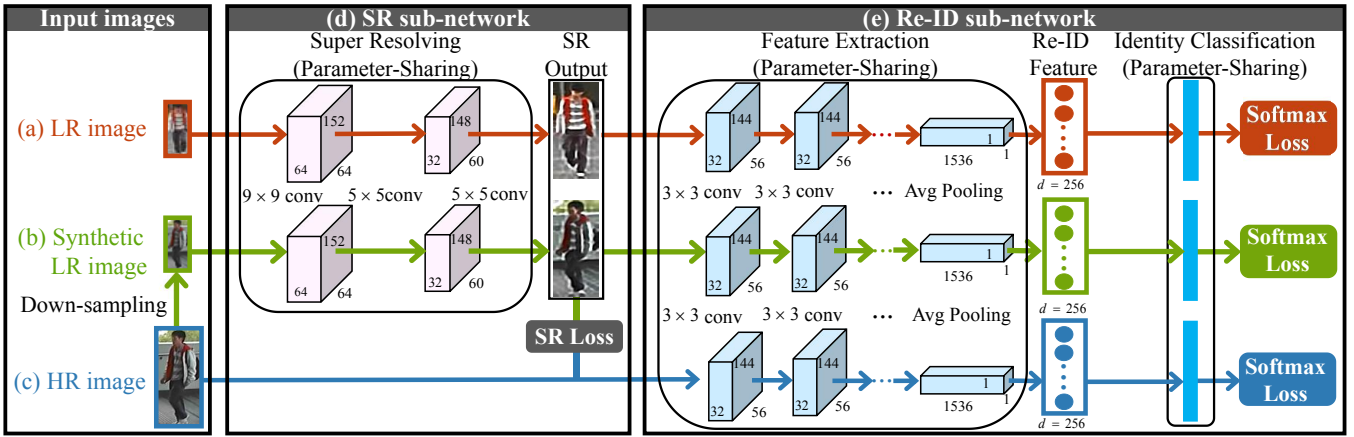 Input images
(d) SR sub-network
(e) Re-ID sub-network
Super Resolving
(Parameter-Sharing)
SR
Output
Feature Extraction
(Parameter-Sharing)
Re-ID
Feature
Identity Classification
(Parameter-Sharing)
(a) LR image
152
64
64
148
32
60
144
32
56
144
32
56
1
1
1536
d = 256
Softmax
Loss
9 × 9 conv
5 × 5conv
5 × 5conv
3 × 3 conv
3 × 3 conv
... Avg Pooling
(b) Synthetic
LR image
152
64
64
148
32
60
144
32
56
144
32
56
1
1
1536
d = 256
Softmax
Loss
Down-sampling
SR Loss
3 × 3 conv
3 × 3 conv
... Avg Pooling
(c) HR image
144
32
56
144
32
56
1
1
1536
d = 256
Softmax
Loss